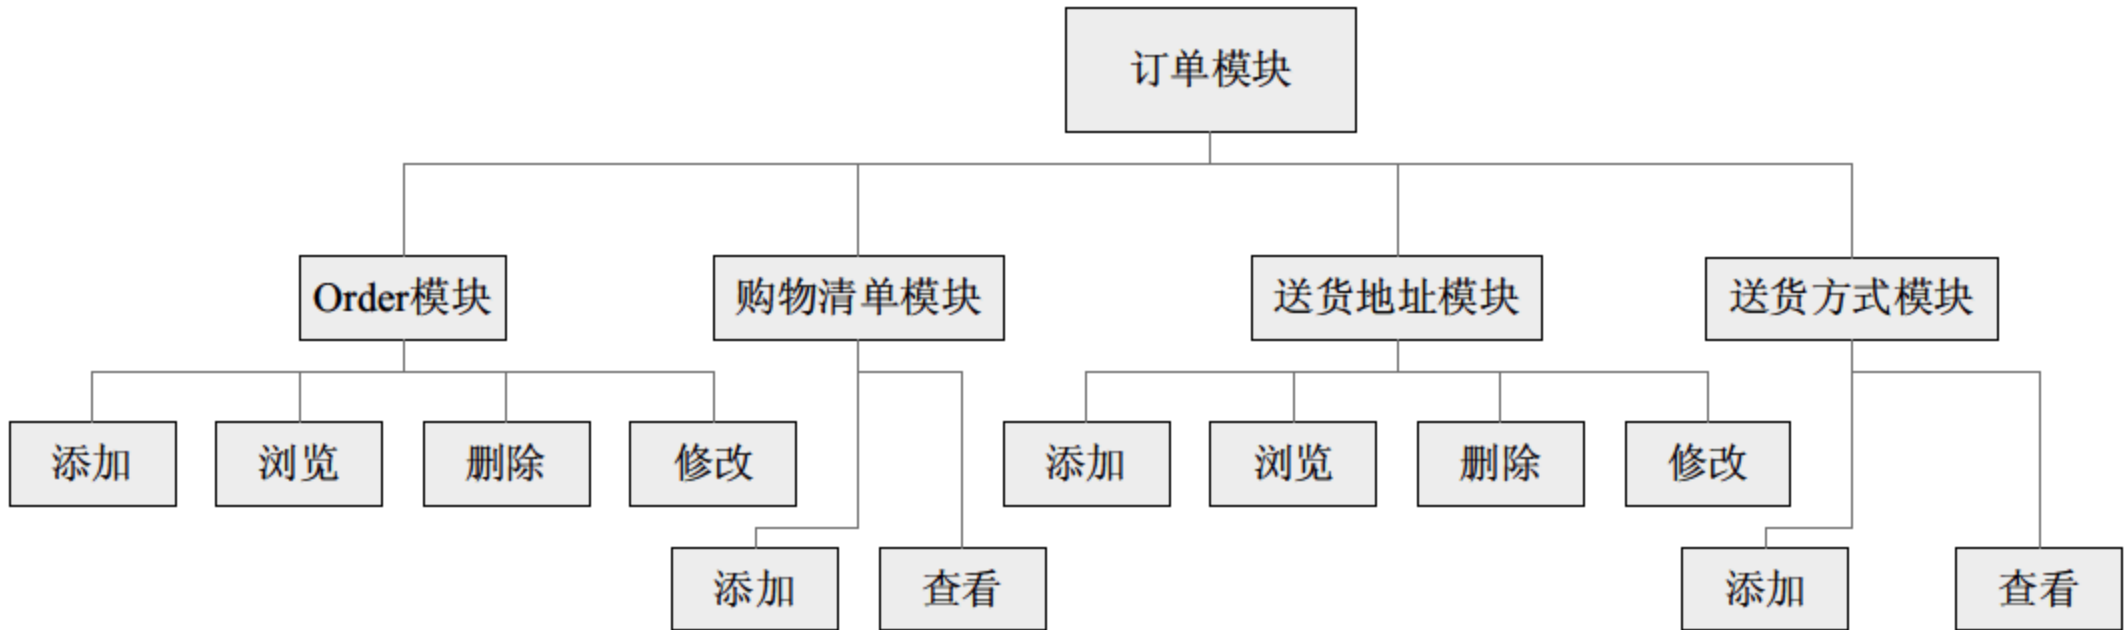 订单模块
Order模块
购物清单模块
送货地址模块
送货方式模块
添加
浏览
删除
修改
添加
浏览
删除
修改
添加
查看
添加
查看